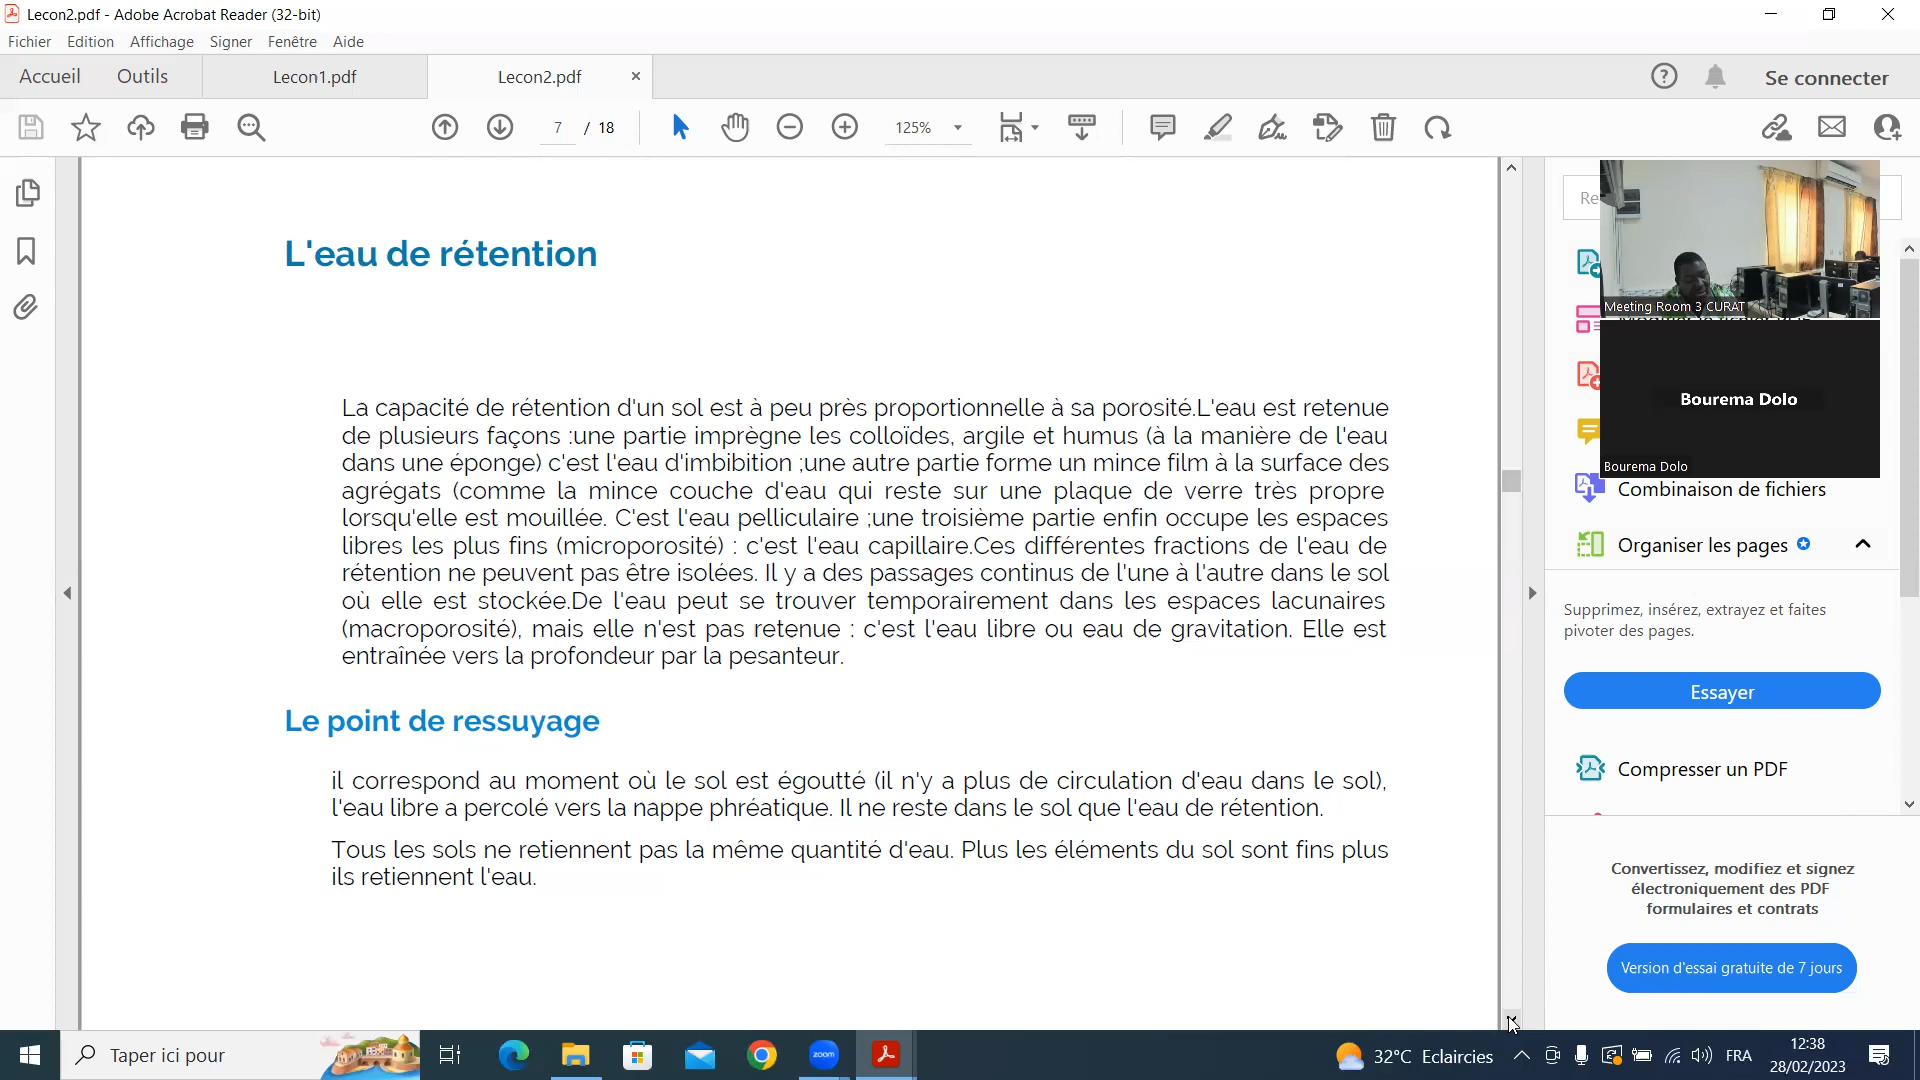 Lecon2.pdf - Adobe Acrobat Reader (32-bit)
Fichier Edition Affichage Signer Fenêtre Aide
Accueil Outils Lecon1.pdf Lecon2.pdf × Se connecter
7 / 18 125%
L'eau de rétention
La capacité de rétention d'un sol est à peu près proportionnelle à sa porosité.L'eau est retenue
de plusieurs façons :une partie imprègne les colloïdes, argile et humus (à la manière de l'eau
dans une éponge) c'est l'eau d'imbibition ;une autre partie forme un mince film à la surface des
agrégats (comme la mince couche d'eau qui reste sur une plaque de verre très propre
lorsqu'elle est mouillée. C'est l'eau pelliculaire ;une troisième partie enfin occupe les espaces
libres les plus fins (microporosité) : c'est l'eau capillaire.Ces différentes fractions de l'eau de
rétention ne peuvent pas être isolées. Il y a des passages continus de l'une à l'autre dans le sol
où elle est stockée.De l'eau peut se trouver temporairement dans les espaces lacunaires
(macroporosité), mais elle n'est pas retenue : c'est l'eau libre ou eau de gravitation. Elle est
entraînée vers la profondeur par la pesanteur.
Le point de ressuyage
il correspond au moment où le sol est égoutté (il n'y a plus de circulation d'eau dans le sol),
l'eau libre a percolé vers la nappe phréatique. Il ne reste dans le sol que l'eau de rétention.
Tous les sols ne retiennent pas la même quantité d'eau. Plus les éléments du sol sont fins plus
ils retiennent l'eau.
Re
Meeting Room 3 CURAT
Bourema Dolo
Bourema Dolo
Combinaison de fichiers
Organiser les pages
Supprimez, insérez, extrayez et faites
pivoter des pages.
Essayer
Compresser un PDF
Convertissez, modifiez et signez
électroniquement des PDF
formulaires et contrats
Version d'essai gratuite de 7 jours
Taper ici pour
zoom
32°C Eclaircies
FRA
12:38
28/02/2023